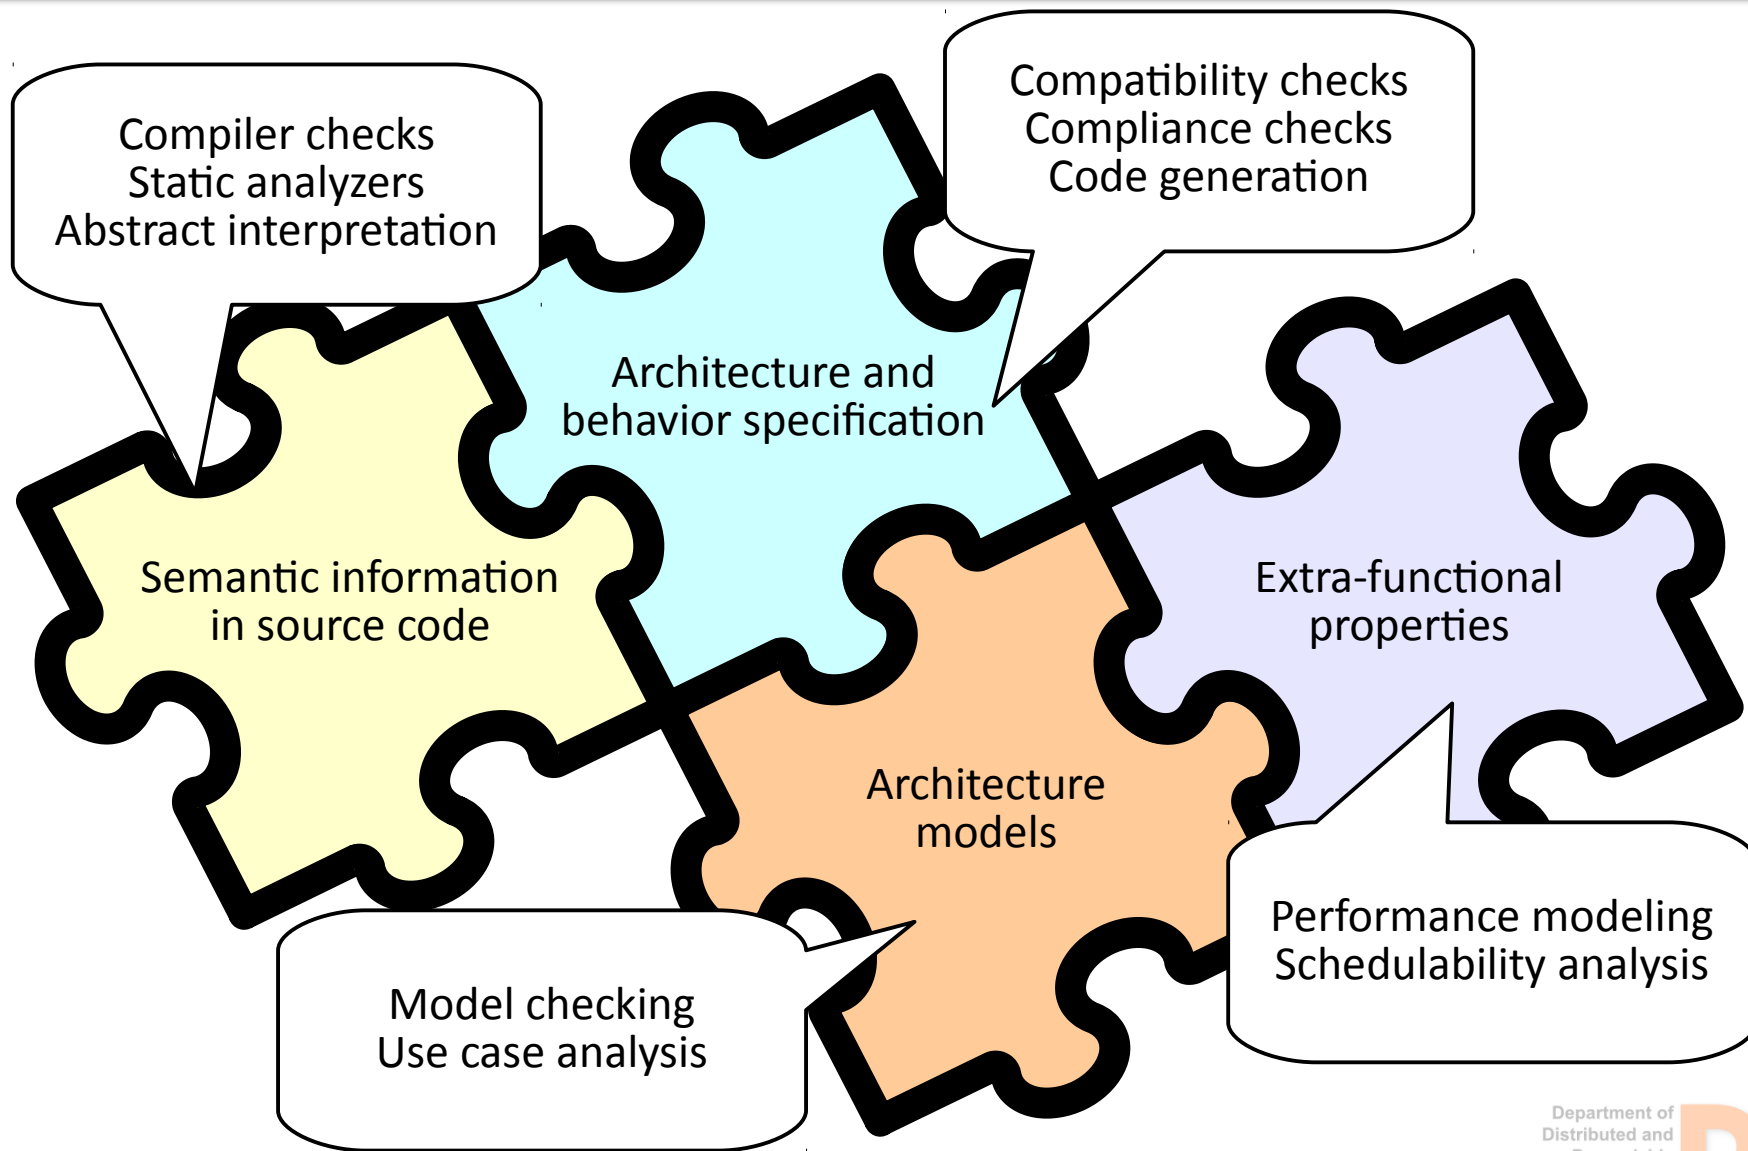 Compiler checks
Static analyzers
Abstract interpretation
Compatibility checks
Compliance checks
Code generation
Architecture and
behavior specification
Semantic information
in source code
Extra-functional
properties
Architecture
models
Performance modeling
Schedulability analysis
Model checking
Use case analysis
Department of
Distributed and